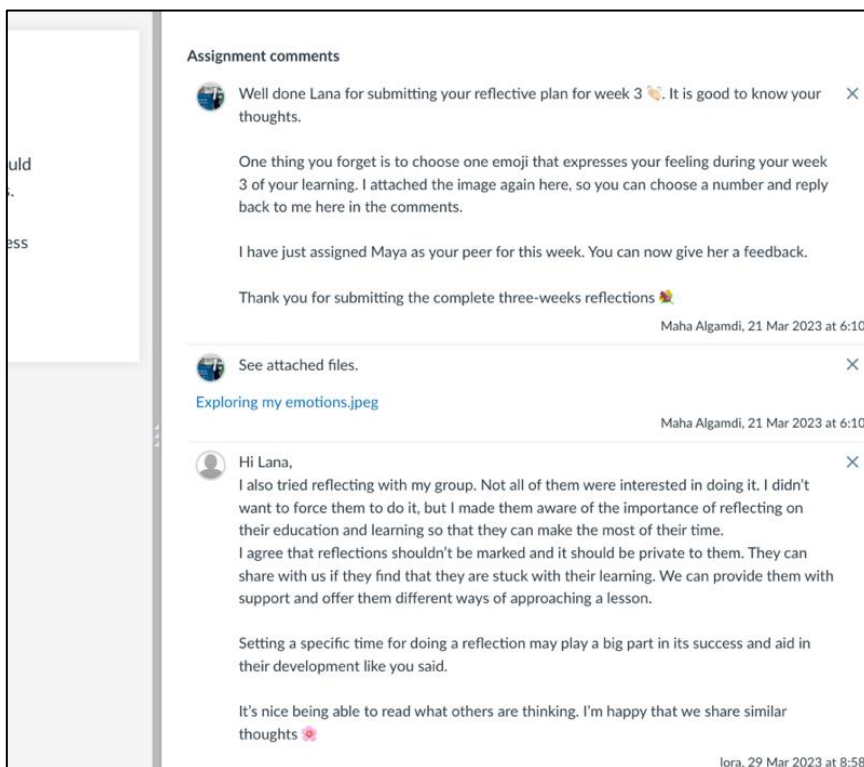 Assignment comments
Well done Lana for submitting your reflective plan for week 3 👏🏻. It is good to know your
thoughts.
One thing you forget is to choose one emoji that expresses your feeling during your week
3 of your learning. I attached the image again here, so you can choose a number and reply
back to me here in the comments.
I have just assigned Maya as your peer for this week. You can now give her a feedback.
Thank you for submitting the complete three-weeks reflections 💐
Maha Algamdi, 21 Mar 2023 at 6:10
See attached files.
Exploring my emotions.jpeg
Maha Algamdi, 21 Mar 2023 at 6:10
Hi Lana,
I also tried reflecting with my group. Not all of them were interested in doing it. I didn't
want to force them to do it, but I made them aware of the importance of reflecting on
their education and learning so that they can make the most of their time.
I agree that reflections shouldn't be marked and it should be private to them. They can
share with us if they find that they are stuck with their learning. We can provide them with
support and offer them different ways of approaching a lesson.
Setting a specific time for doing a reflection may play a big part in its success and aid in
their development like you said.
It's nice being able to read what others are thinking. I'm happy that we share similar
thoughts 🌸
lora, 29 Mar 2023 at 8:58